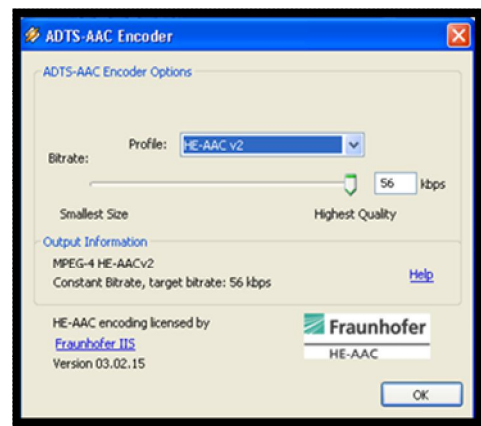 ADTS-AAC Encoder
ADTS-AAC Encoder Options
Profile: HE-AAC v2
Bitrate:
56 kbps
Smallest Size Highest Quality
Output Information
MPEG-4 HE-AACv2
Constant Bitrate, target bitrate: 56 kbps
Help
HE-AAC encoding licensed by
Fraunhofer IIS
Version 03.02.15
Fraunhofer
HE-AAC
OK